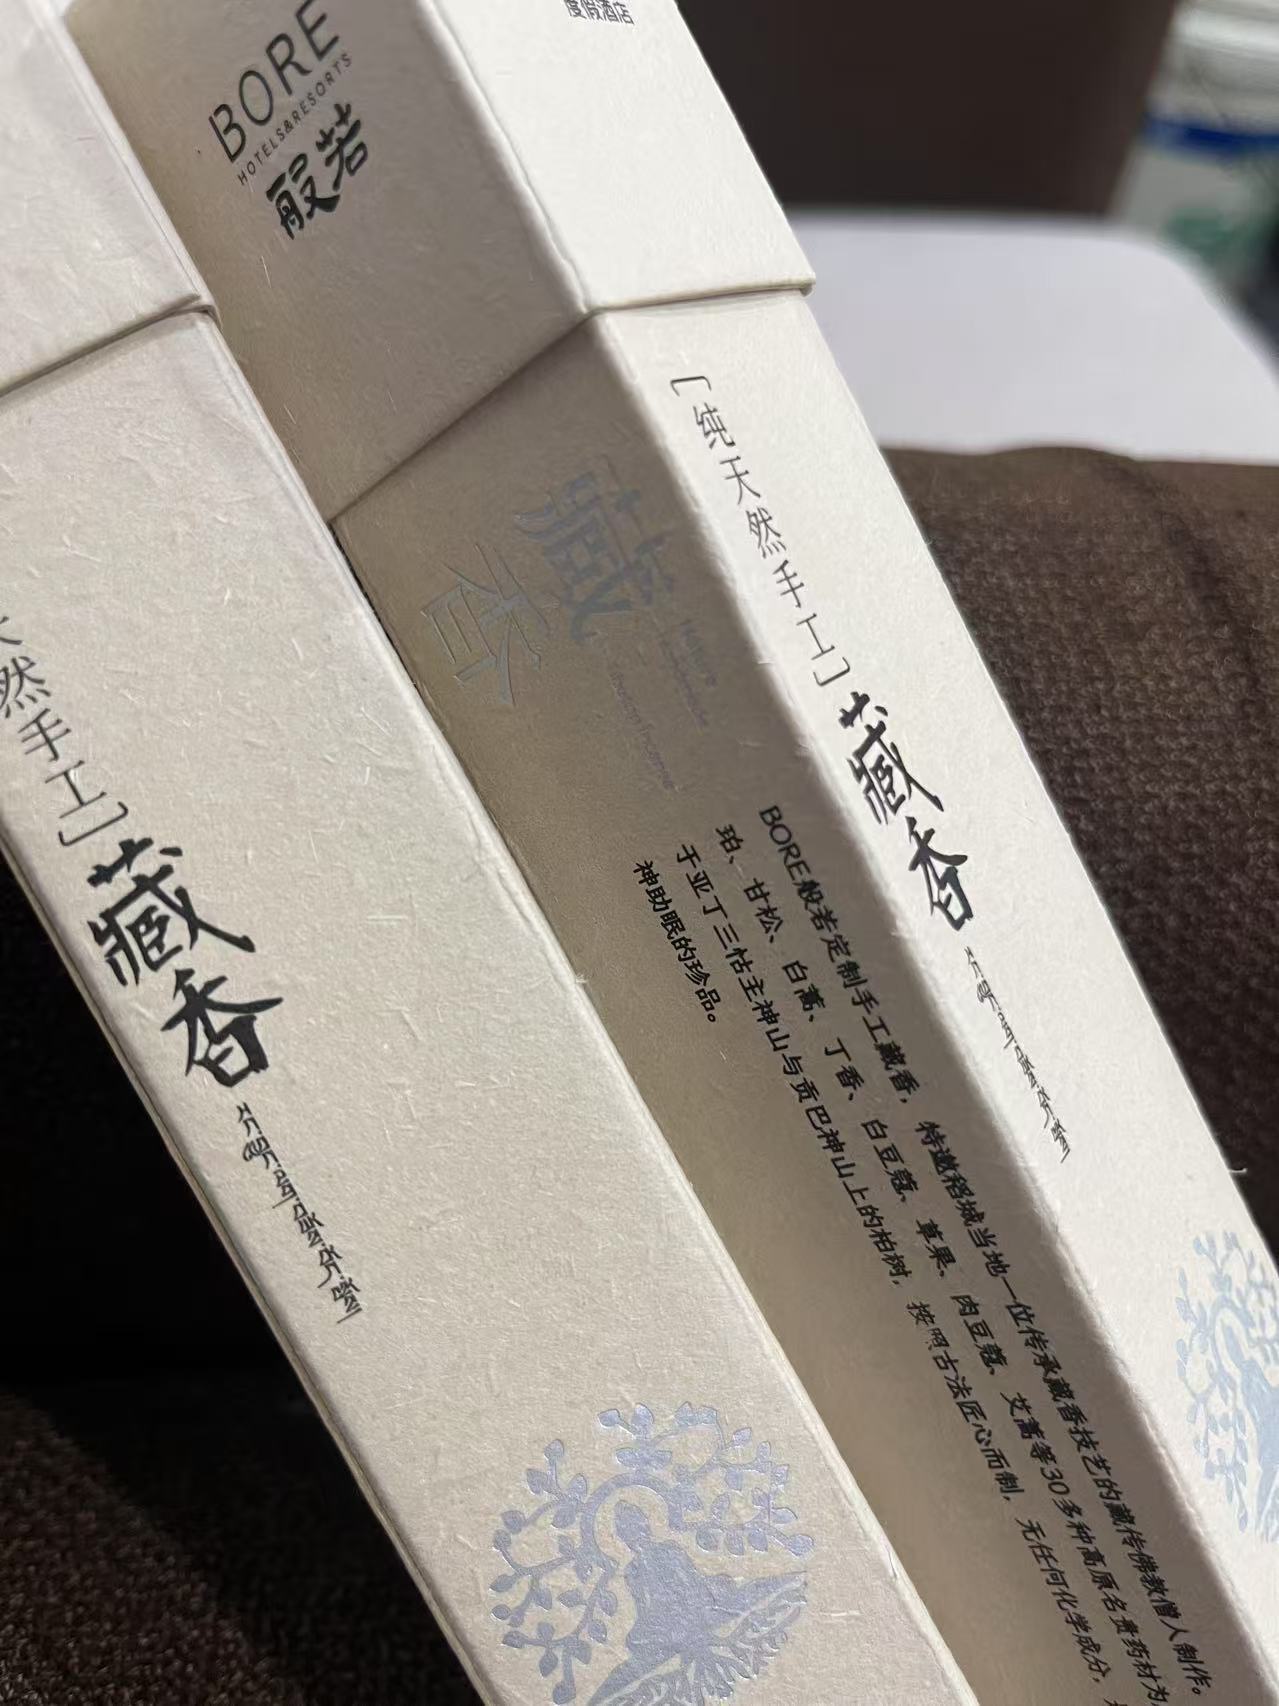 BORE
HOTELS&RESORTS
般若
度假酒店
[纯天然手工]藏香
藏香
BORE般若定制手工藏香，特邀稻城当地一位传承藏香技艺的藏传佛教僧人制作。
珀、甘松、白蒿、丁香、白豆蔻、草果、肉豆蔻、艾蒿等30多种高原名贵药材为
于亚丁三怙主神山与贡巴神山上的柏树，按照古法匠心而制，无任何化学成分，
神助眠的珍品。
然手工]藏香